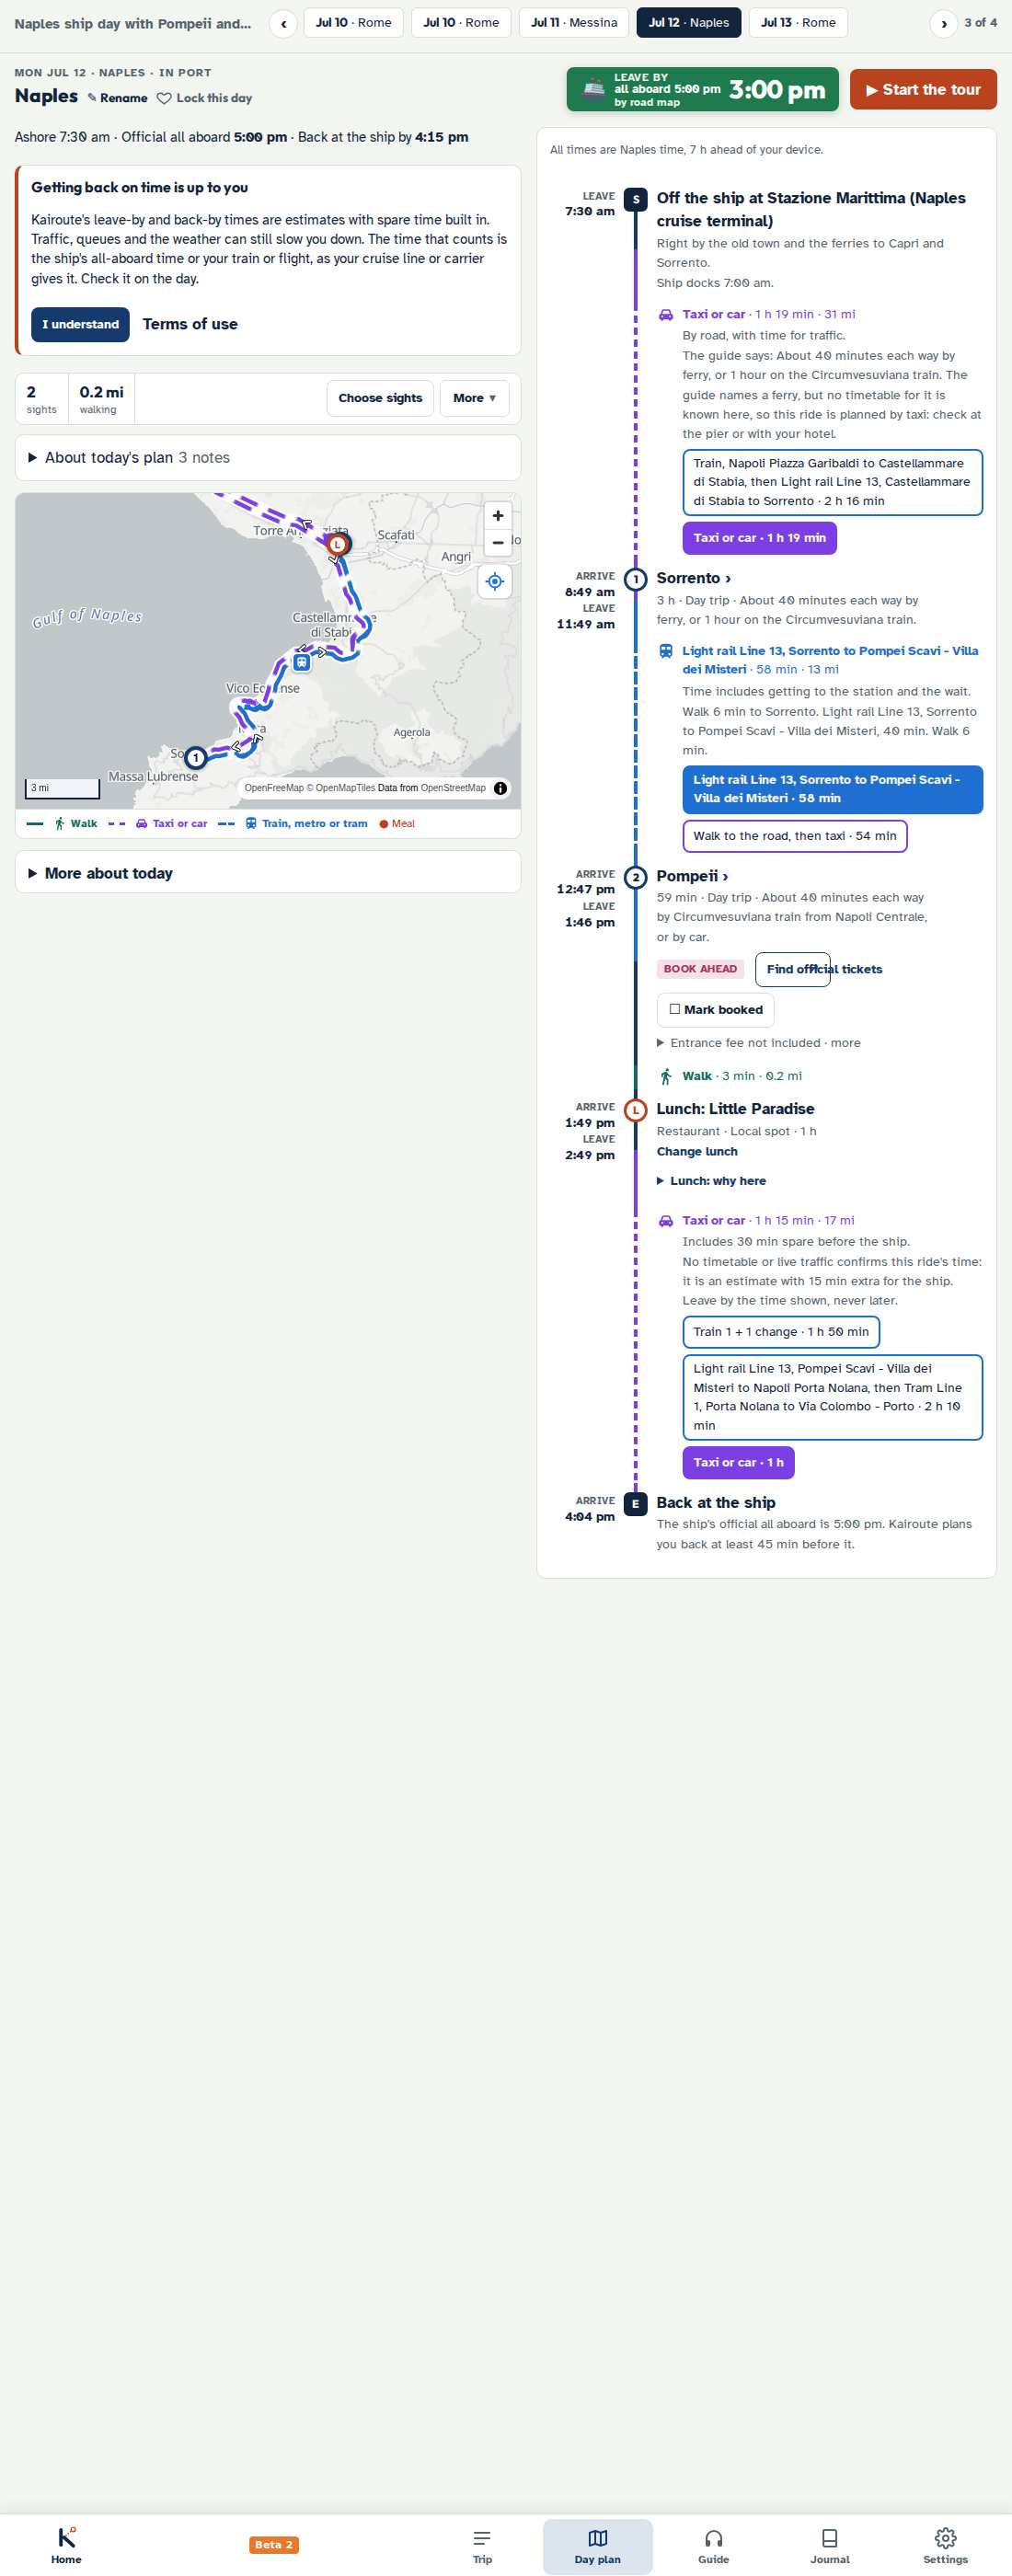 Naples ship day with Pompeii and...
‹
Jul 10 · Rome
Jul 10 · Rome
Jul 11 · Messina
Jul 12 · Naples
Jul 13 · Rome
›
3 of 4
MON JUL 12 · NAPLES · IN PORT
Naples
✎ Rename
Lock this day
LEAVE BY
all aboard 5:00 pm
by road map
3:00 pm
▶ Start the tour
Ashore 7:30 am · Official all aboard 5:00 pm · Back at the ship by 4:15 pm
Getting back on time is up to you
Kairoute's leave-by and back-by times are estimates with spare time built in.
Traffic, queues and the weather can still slow you down. The time that counts is
the ship's all-aboard time or your train or flight, as your cruise line or carrier
gives it. Check it on the day.
I understand
Terms of use
2
sights
0.2 mi
walking
Choose sights
More ▼
▶ About today's plan 3 notes
Scafati
Angri
Gulf of Naples
di Stabi
Agerola
Massa Lubrense
L
1
+
−
3 mi
OpenFreeMap © OpenMapTiles Data from OpenStreetMap
Walk
Taxi or car
Train, metro or tram
Meal
▶ More about today
All times are Naples time, 7 h ahead of your device.
LEAVE
7:30 am
S
Off the ship at Stazione Marittima (Naples
cruise terminal)
Right by the old town and the ferries to Capri and
Sorrento.
Ship docks 7:00 am.
Taxi or car · 1 h 19 min · 31 mi
By road, with time for traffic.
The guide says: About 40 minutes each way by
ferry, or 1 hour on the Circumvesuviana train. The
guide names a ferry, but no timetable for it is
known here, so this ride is planned by taxi: check at
the pier or with your hotel.
Train, Napoli Piazza Garibaldi to Castellammare
di Stabia, then Light rail Line 13, Castellammare
di Stabia to Sorrento · 2 h 16 min
Taxi or car · 1 h 19 min
ARRIVE
8:49 am
LEAVE
11:49 am
1
Sorrento ›
3 h · Day trip · About 40 minutes each way by
ferry, or 1 hour on the Circumvesuviana train.
Light rail Line 13, Sorrento to Pompei Scavi - Villa
dei Misteri · 58 min · 13 mi
Time includes getting to the station and the wait.
Walk 6 min to Sorrento. Light rail Line 13, Sorrento
to Pompei Scavi - Villa dei Misteri, 40 min. Walk 6
min.
Light rail Line 13, Sorrento to Pompei Scavi -
Villa dei Misteri · 58 min
Walk to the road, then taxi · 54 min
ARRIVE
12:47 pm
LEAVE
1:46 pm
2
Pompeii ›
59 min · Day trip · About 40 minutes each way
by Circumvesuviana train from Napoli Centrale,
or by car.
BOOK AHEAD
Find official tickets
☐ Mark booked
▶ Entrance fee not included · more
Walk · 3 min · 0.2 mi
ARRIVE
1:49 pm
LEAVE
2:49 pm
L
Lunch: Little Paradise
Restaurant · Local spot · 1 h
Change lunch
▶ Lunch: why here
Taxi or car · 1 h 15 min · 17 mi
Includes 30 min spare before the ship.
No timetable or live traffic confirms this ride's time:
it is an estimate with 15 min extra for the ship.
Leave by the time shown, never later.
Train 1 + 1 change · 1 h 50 min
Light rail Line 13, Pompei Scavi - Villa dei
Misteri to Napoli Porta Nolana, then Tram Line
1, Porta Nolana to Via Colombo - Porto · 2 h 10
min
Taxi or car · 1 h
ARRIVE
4:04 pm
E
Back at the ship
The ship's official all aboard is 5:00 pm. Kairoute plans
you back at least 45 min before it.
Home
Beta 2
Trip
Day plan
Guide
Journal
Settings